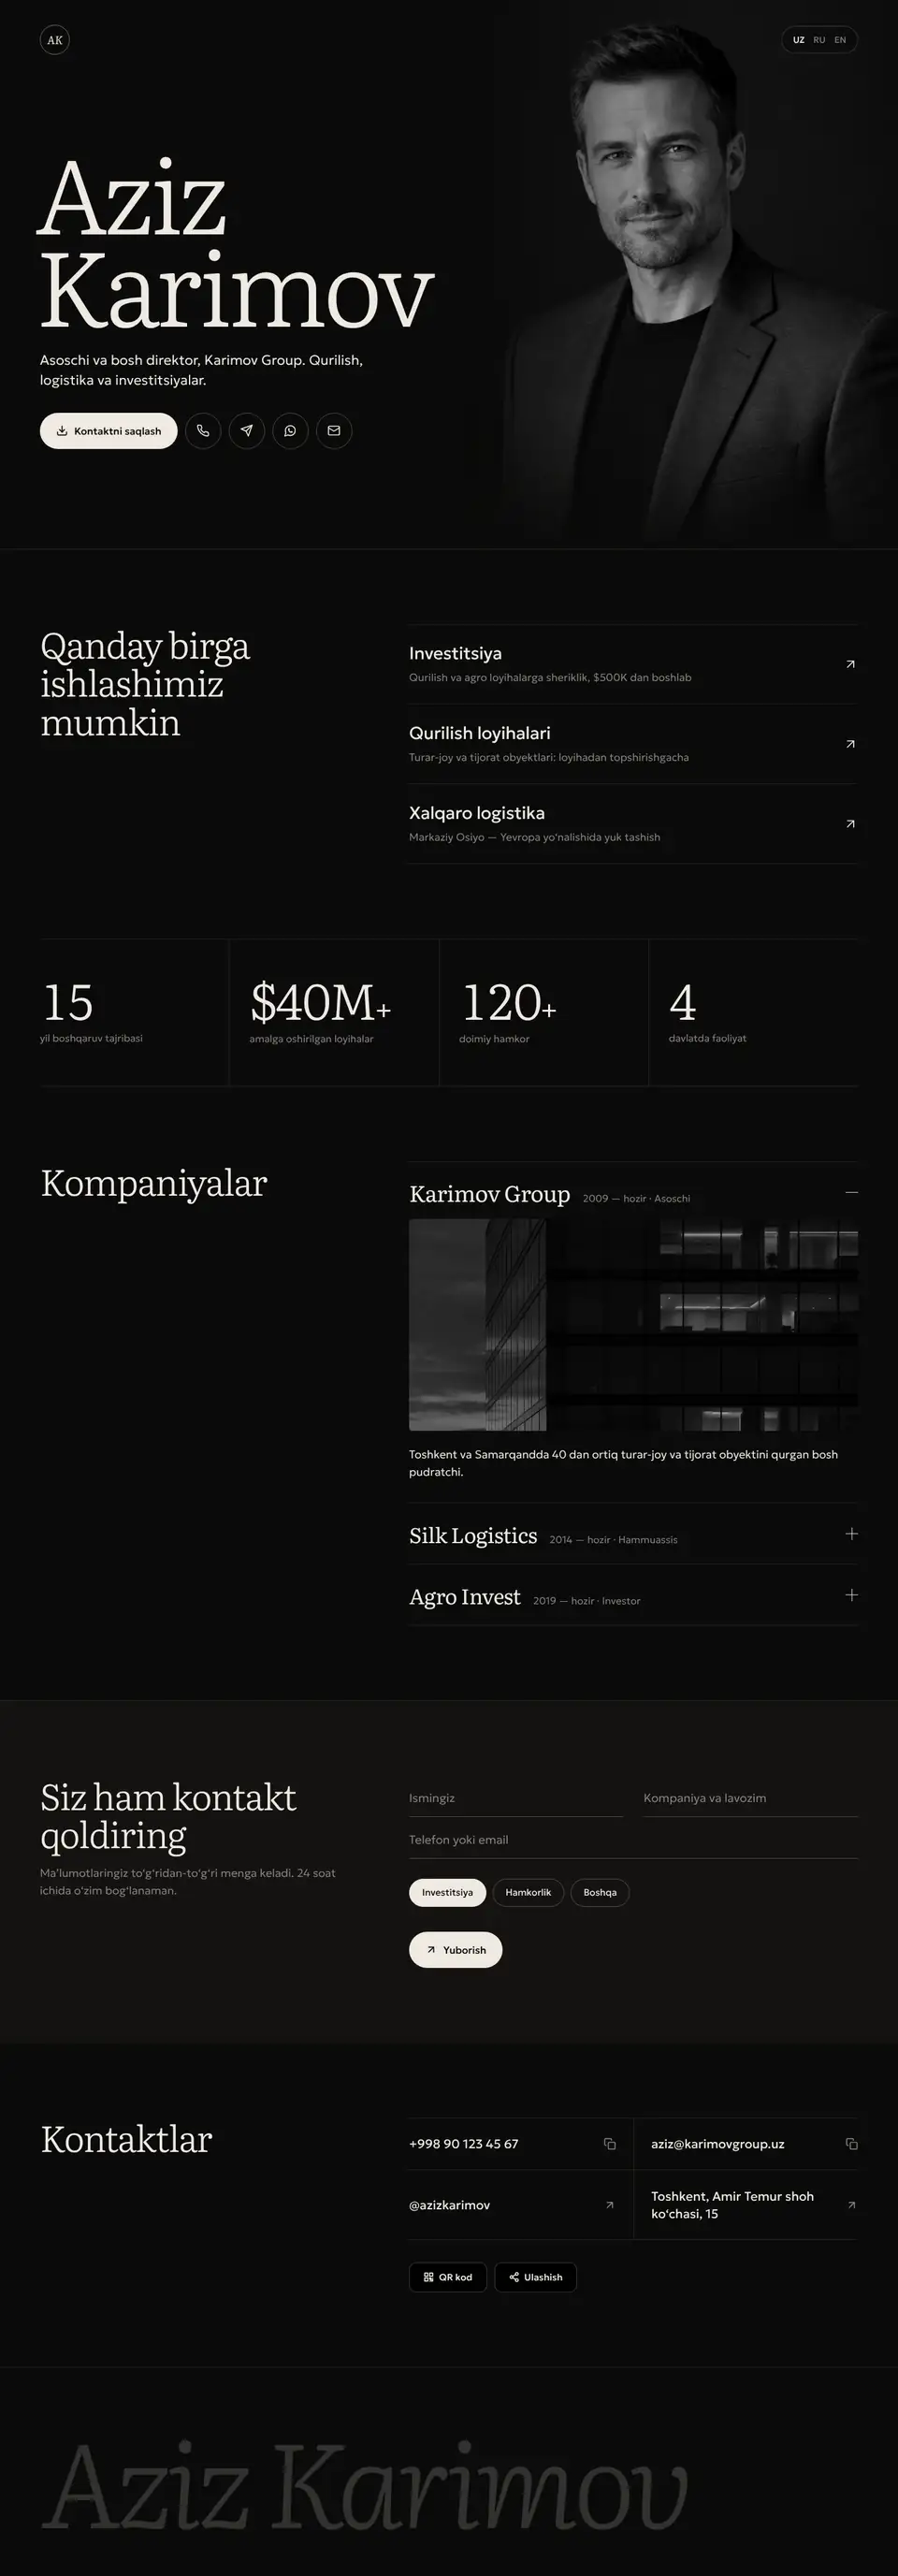 AK
UZ RU EN
Aziz
Karimov
Asoschi va bosh direktor, Karimov Group. Qurilish,
logistika va investitsiyalar.
Kontaktni saqlash
Qanday birga
ishlashimiz
mumkin
Investitsiya
Qurilish va agro loyihalarga sheriklik, $500K dan boshlab
Qurilish loyihalari
Turar-joy va tijorat obyektlari: loyihadan topshirishgacha
Xalqaro logistika
Markaziy Osiyo — Yevropa yo‘nalishida yuk tashish
15
yil boshqaruv tajribasi
$40M+
amalga oshirilgan loyihalar
120+
doimiy hamkor
4
davlatda faoliyat
Kompaniyalar
Karimov Group 2009 — hozir · Asoschi
Toshkent va Samarqandda 40 dan ortiq turar-joy va tijorat obyektini qurgan bosh
pudratchi.
Silk Logistics 2014 — hozir · Hammuassis
Agro Invest 2019 — hozir · Investor
Siz ham kontakt
qoldiring
Ma’lumotlaringiz to‘g‘ridan-to‘g‘ri menga keladi. 24 soat
ichida o‘zim bog‘lanaman.
Ismingiz
Kompaniya va lavozim
Telefon yoki email
Investitsiya
Hamkorlik
Boshqa
Yuborish
Kontaktlar
+998 90 123 45 67
aziz@karimovgroup.uz
@azizkarimov
Toshkent, Amir Temur shoh
ko‘chasi, 15
QR kod
Ulashish
Aziz Karimov